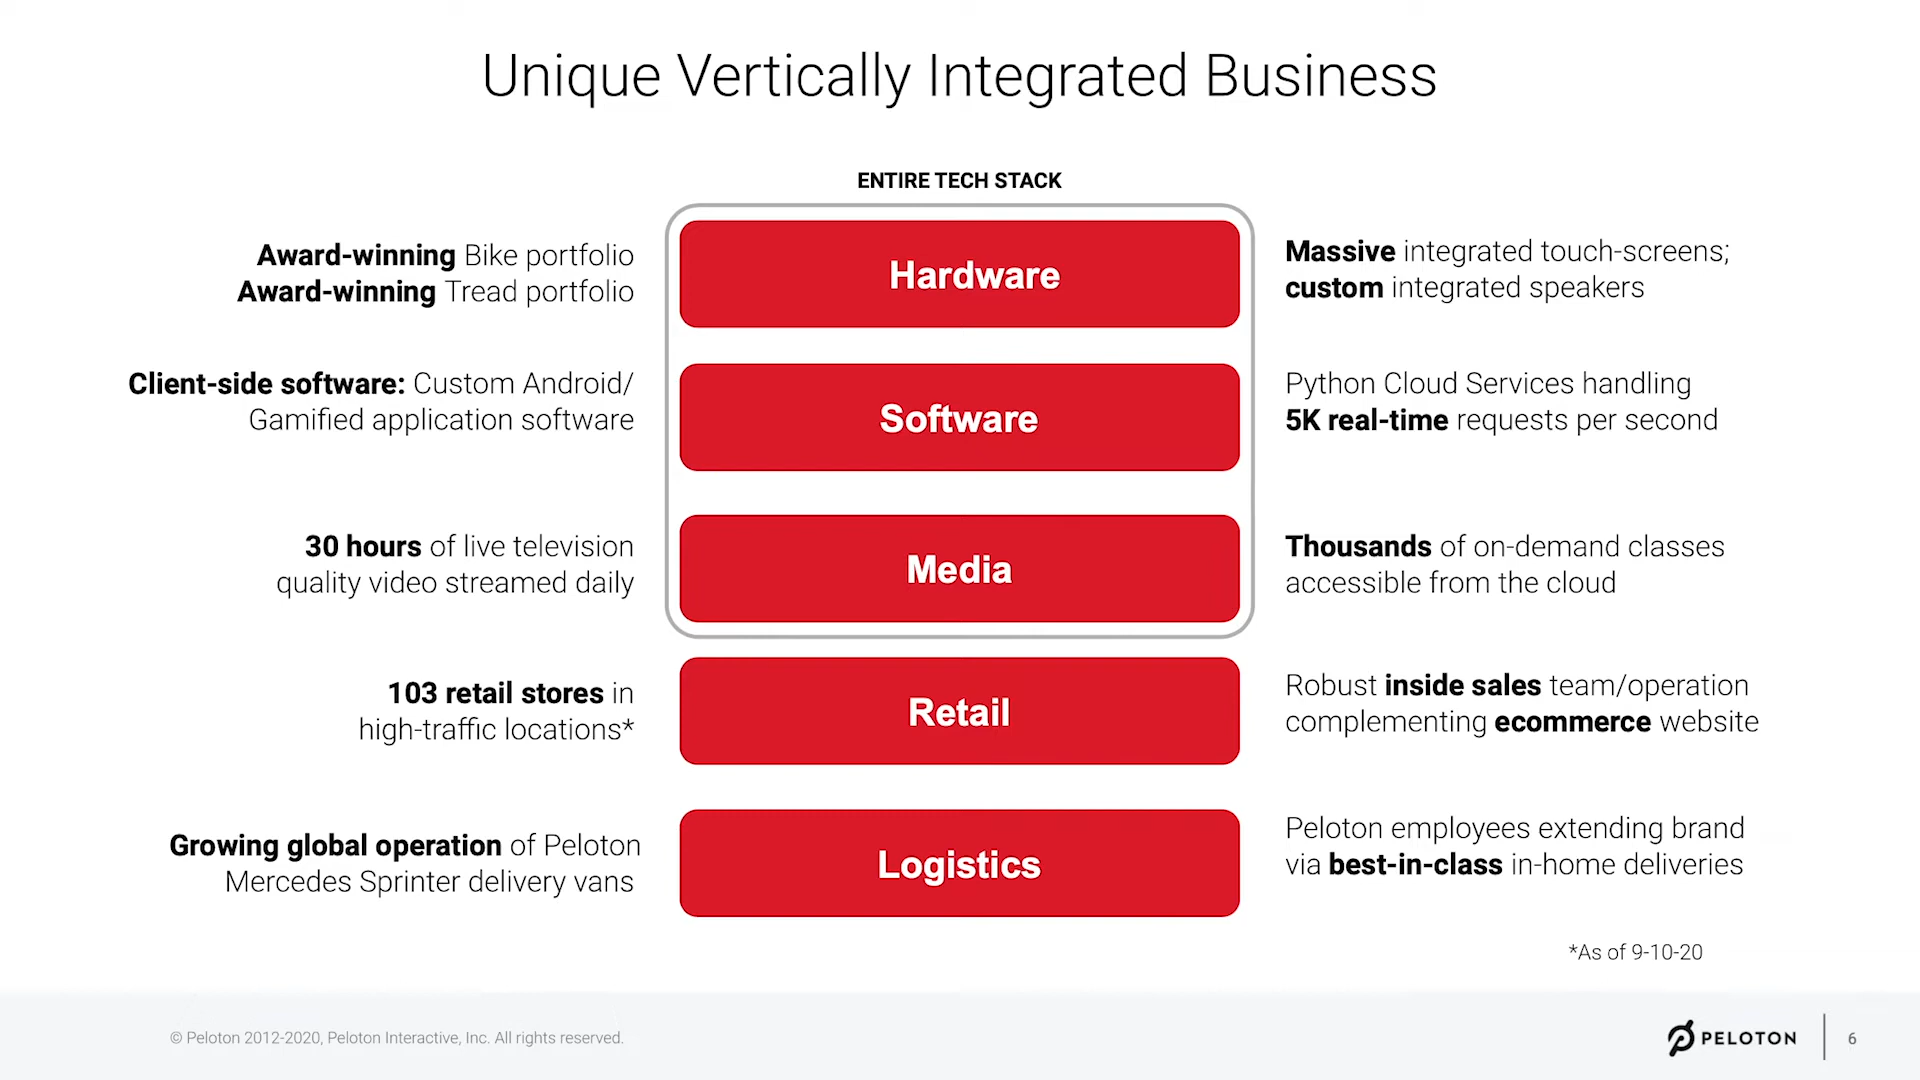 Unique Vertically Integrated Business
ENTIRE TECH STACK
Award-winning Bike portfolio
Award-winning Tread portfolio
Hardware
Massive integrated touch-screens;
custom integrated speakers
Client-side software: Custom Android/
Gamified application software
Software
Python Cloud Services handling
5K real-time requests per second
30 hours of live television
quality video streamed daily
Media
Thousands of on-demand classes
accessible from the cloud
103 retail stores in
high-traffic locations*
Retail
Robust inside sales team/operation
complementing ecommerce website
Growing global operation of Peloton
Mercedes Sprinter delivery vans
Logistics
Peloton employees extending brand
via best-in-class in-home deliveries
*As of 9-10-20
© Peloton 2012-2020, Peloton Interactive, Inc. All rights reserved.
PELOTON
6